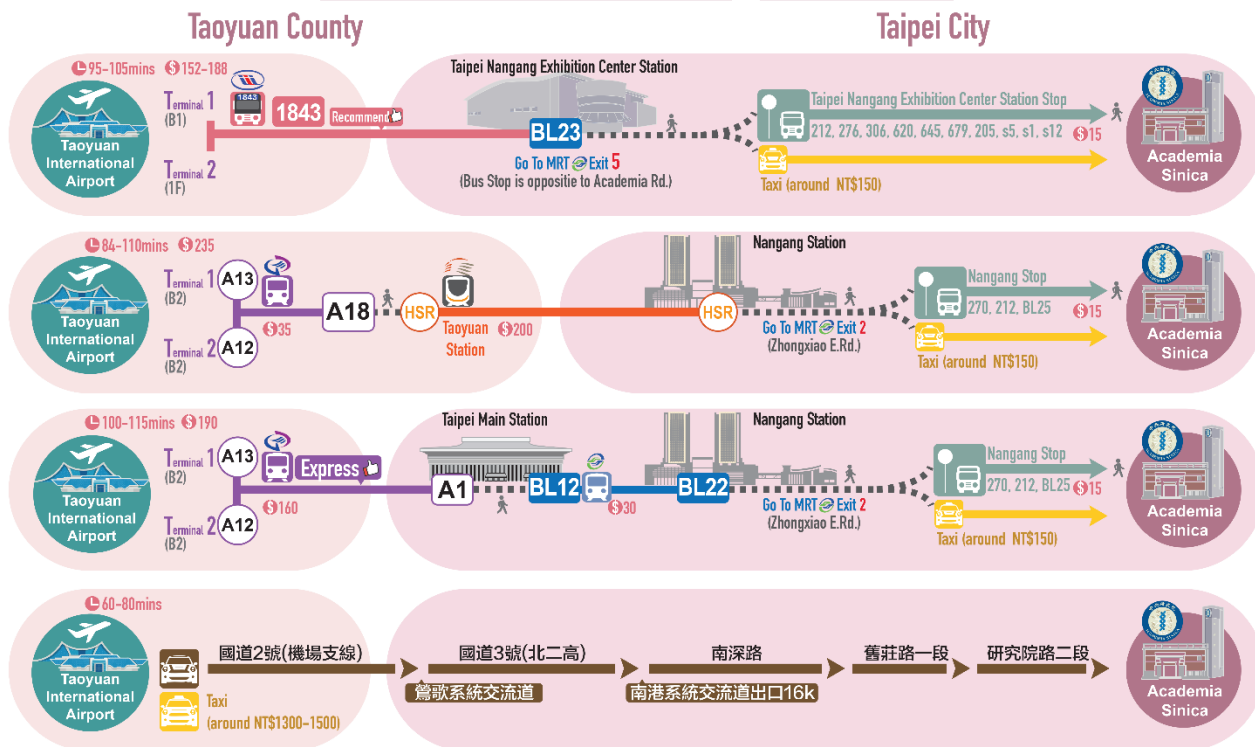 Taoyuan County
Taipei City
95-105mins $152-188
Taoyuan
International
Airport
Terminal 1
(B1)
Terminal 2
(1F)
1843
1843
Recommend
Taipei Nangang Exhibition Center Station
BL23
Go To MRT Exit 5
(Bus Stop is oppositie to Academia Rd.)
Taipei Nangang Exhibition Center Station Stop
212, 276, 306, 620, 645, 679, 205, s5, s1, s12 $15
Taxi (around NT$150)
Academia
Sinica
84-110mins $235
Taoyuan
International
Airport
Terminal 1
(B2)
Terminal 2
(B2)
A13
A12
$35
A18
HSR
Taoyuan
Station
$200
Nangang Station
HSR
Go To MRT Exit 2
(Zhongxiao E.Rd.)
Nangang Stop
270, 212, BL25 $15
Taxi (around NT$150)
Academia
Sinica
100-115mins $190
Taoyuan
International
Airport
Terminal 1
(B2)
Terminal 2
(B2)
A13
A12
Express
$160
Taipei Main Station
A1
BL12
$30
Nangang Station
BL22
Go To MRT Exit 2
(Zhongxiao E.Rd.)
Nangang Stop
270, 212, BL25 $15
Taxi (around NT$150)
Academia
Sinica
60-80mins
Taoyuan
International
Airport
Taxi
(around NT$1300-1500)
國道2號(機場支線)
鶯歌系統交流道
國道3號(北二高)
南港系統交流道出口16k
南深路
舊莊路一段
研究院路二段
Academia
Sinica